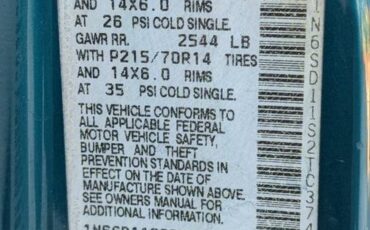 AND 14X6.0 RIMS
AT 26 PSI COLD SINGLE.
GAWR RR. 2544 LB
WITH P215/70R14 TIRES
AND 14X6.0 RIMS
AT 35 PSI COLD SINGLE.
THIS VEHICLE CONFORMS TO
ALL APPLICABLE FEDERAL
MOTOR VEHICLE SAFETY,
BUMPER AND THEFT
PREVENTION STANDARDS IN
EFFECT ON THE DATE OF
MANUFACTURE SHOWN ABOVE.
SEE OWNERS MANUAL FOR
ADDITIONAL INFORMATION.
1N6SD11S2TC374